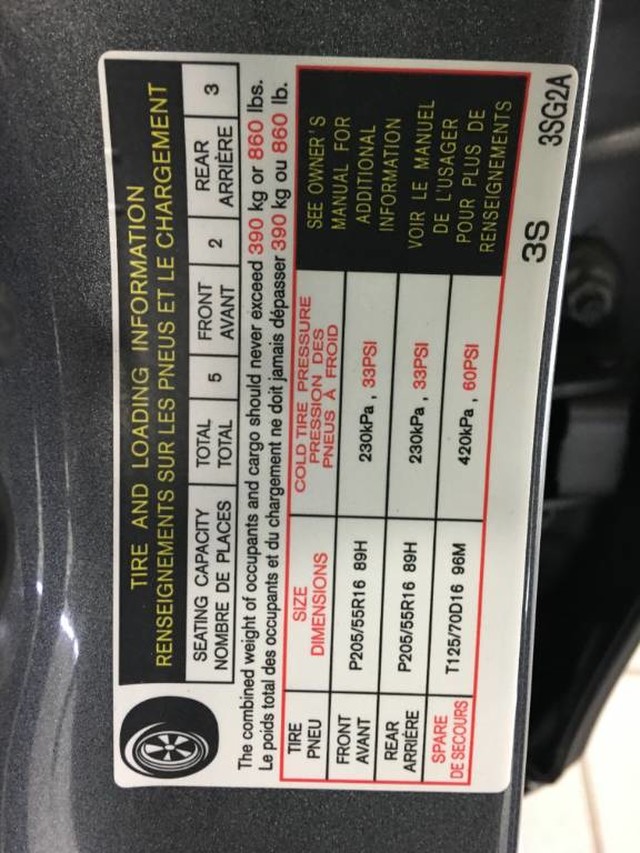 TIRE AND LOADING INFORMATION
RENSEIGNEMENTS SUR LES PNEUS ET LE CHARGEMENT
SEATING CAPACITY TOTAL 5 FRONT 2 REAR 3
NOMBRE DE PLACES TOTAL AVANT ARRIÈRE
The combined weight of occupants and cargo should never exceed 390 kg or 860 lbs.
Le poids total des occupants et du chargement ne doit jamais dépasser 390 kg ou 860 lb.
TIRE
PNEU
SIZE
DIMENSIONS
COLD TIRE PRESSURE
PRESSION DES
PNEUS À FROID
FRONT
AVANT
P205/55R16 89H
230kPa, 33PSI
REAR
ARRIÈRE
P205/55R16 89H
230kPa, 33PSI
SPARE
DE SECOURS
T125/70D16 96M
420kPa, 60PSI
SEE OWNER'S
MANUAL FOR
ADDITIONAL
INFORMATION
VOIR LE MANUEL
DE L'USAGER
POUR PLUS DE
RENSEIGNEMENTS
3S 3SG2A